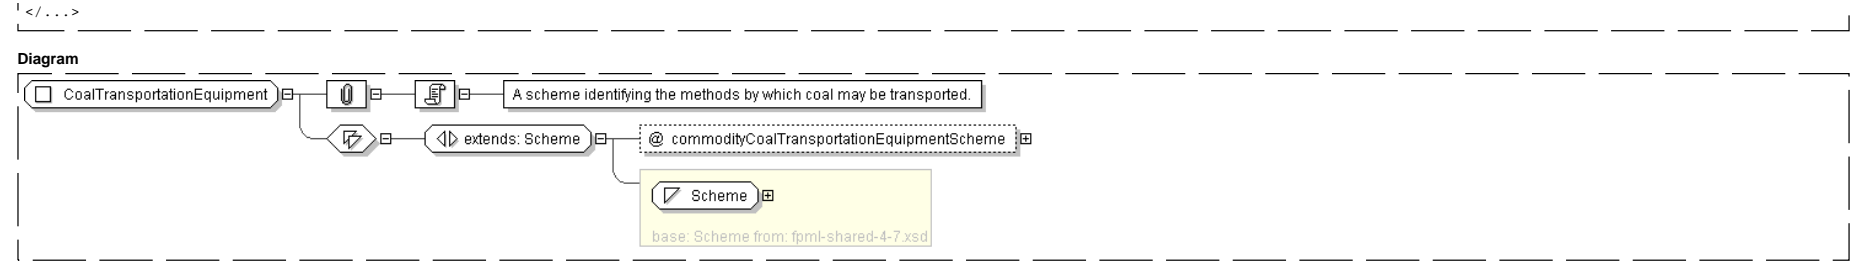 </...>
Diagram
CoalTransportationEquipment
A scheme identifying the methods by which coal may be transported.
extends: Scheme
@ commodityCoalTransportationEquipmentScheme
Scheme
base: Scheme from: fpml-shared-4-7.xsd